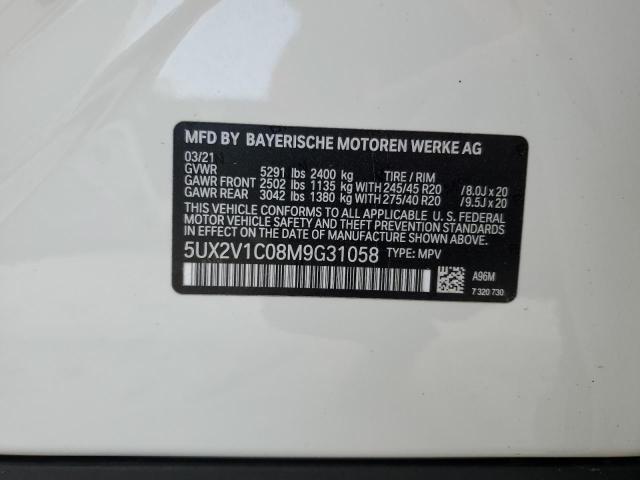 MFD BY BAYERISCHE MOTOREN WERKE AG
03/21
GVWR 5291 lbs 2400 kg TIRE / RIM
GAWR FRONT 2502 lbs 1135 kg WITH 245/45 R20 /8.0J x 20
GAWR REAR 3042 lbs 1380 kg WITH 275/40 R20 /9.5J x 20
THIS VEHICLE CONFORMS TO ALL APPLICABLE U. S. FEDERAL
MOTOR VEHICLE SAFETY STANDARDS IN EFFECT ON
THE DATE OF MANUFACTURE SHOWN ABOVE.
5UX2V1C08M9G31058 TYPE: MPV
A96M
7 320 730